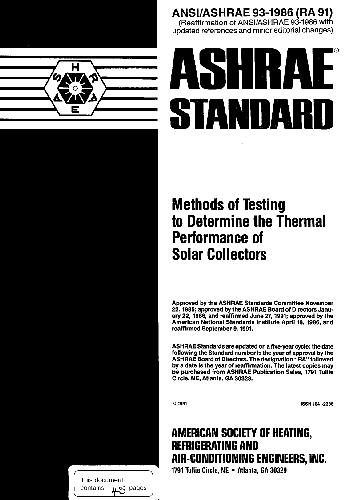 ANSI/ASHRAE 93-1986 (RA 91)
(Reaffirmation of ANSI/ASHRAE 93-1986 with
updated references and minor editorial changes)
ASHRAE®
STANDARD
Methods of Testing
to Determine the Thermal
Performance of
Solar Collectors
Approved by the ASHRAE Standards Committee November
22, 1985; approved by the ASHRAE Board of Directors Janu-
ary 22, 1986, and reaffirmed June 27, 1991; approved by the
American National Standards Institute April 16, 1986, and
reaffirmed September 9, 1991.
ASHRAE Standards are updated on a five-year cycle; the date
following the Standard number is the year of approval by the
ASHRAE Board of Directors. The designation "RA" followed
by a date is the year of reaffirmation. The latest copies may
be purchased from ASHRAE Publication Sales, 1791 Tullie
Circle, NE, Atlanta, GA 30329.
© 1991
ISSN 1041-2336
AMERICAN SOCIETY OF HEATING,
REFRIGERATING AND
AIR-CONDITIONING ENGINEERS, INC.
1791 Tullie Circle, NE • Atlanta, GA 30329
This document
contains pages